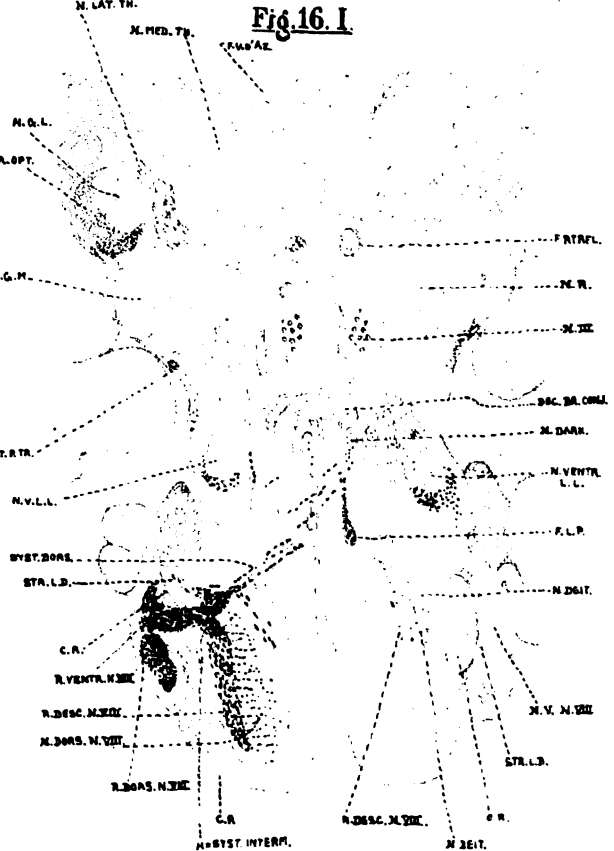 Fig. 16. I.
N. LAT. TH.
N. MED. TH.
N. G. L.
F. RTRFL.
N. R.
N. III
N. DARK.
N. VENTR.
L. L.
N. V. L. L.
F. L. P.
SYST. DORS.
STR. L. D.
N. DEIT.
C. R.
R. VENTR. N. VIII
R. DESC. N. VIII
N. DORS. N. VIII
N. V. N. VIII
STR. L. D.
R. DORS. N. VIII
C. R
R. DESC. N. VIII.
C. R.
SYST. INTERM.
N. DEIT.